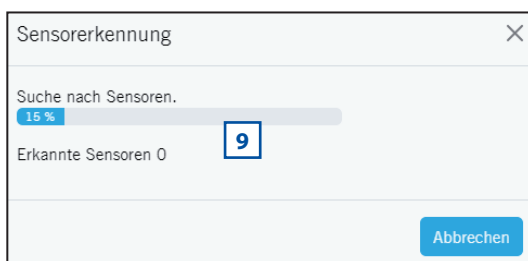 Sensorerkennung
Suche nach Sensoren.
15 %
9
Erkannte Sensoren 0
Abbrechen